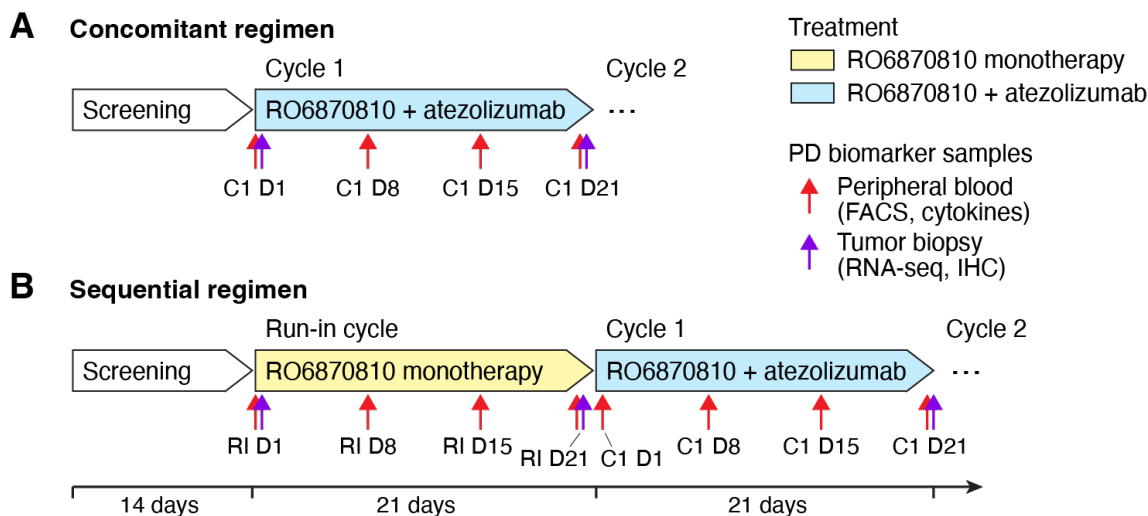 A Concomitant regimen
Cycle 1
Cycle 2
Screening
RO6870810 + atezolizumab
...
C1 D1
C1 D8
C1 D15
C1 D21
Treatment
RO6870810 monotherapy
RO6870810 + atezolizumab
PD biomarker samples
Peripheral blood
(FACS, cytokines)
Tumor biopsy
(RNA-seq, IHC)
B Sequential regimen
Run-in cycle
Cycle 1
Cycle 2
Screening
RO6870810 monotherapy
RO6870810 + atezolizumab
...
RI D1
RI D8
RI D15
RI D21
C1 D1
C1 D8
C1 D15
C1 D21
14 days
21 days
21 days